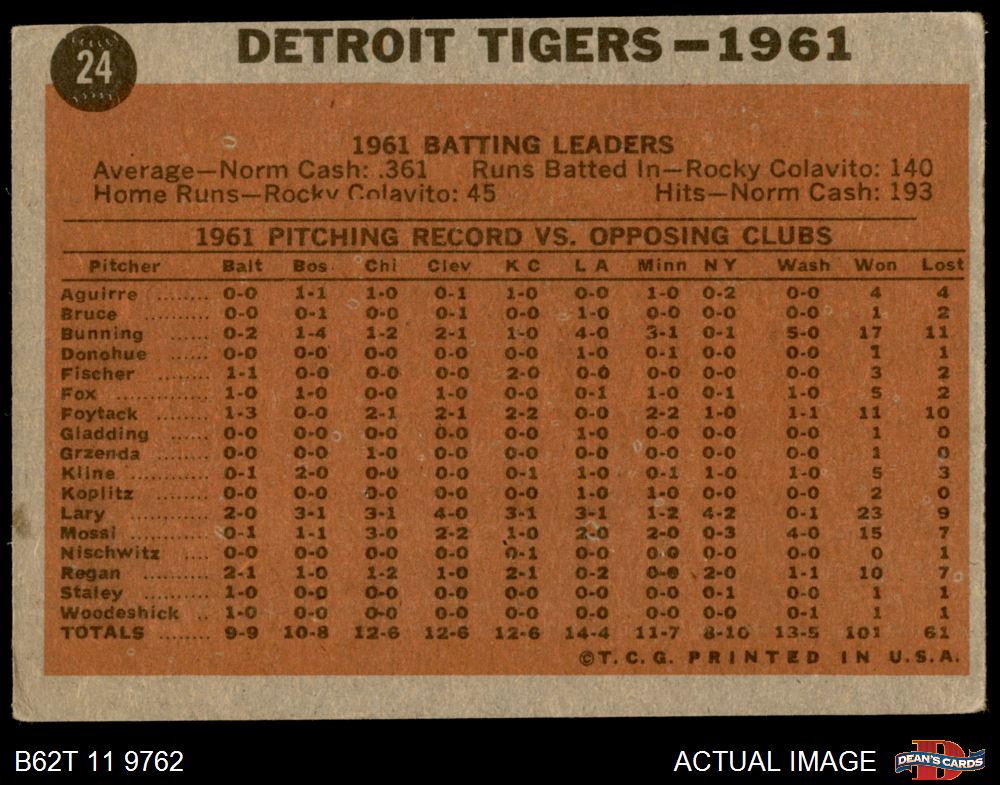 24
DETROIT TIGERS — 1961
1961 BATTING LEADERS
Average—Norm Cash: .361 Runs Batted In—Rocky Colavito: 140
Home Runs—Rocky Colavito: 45 Hits—Norm Cash: 193
1961 PITCHING RECORD VS. OPPOSING CLUBS
Pitcher Balt Bos Chi Clev K C L A Minn N Y Wash Won Lost
Aguirre ........ 0-0 1-1 1-0 0-1 1-0 0-0 1-0 0-2 0-0 4 4
Bruce .......... 0-0 0-1 0-0 0-1 0-0 1-0 0-0 0-0 0-0 1 2
Bunning ...... 0-2 1-4 1-2 2-1 1-0 4-0 3-1 0-1 5-0 17 11
Donohue ...... 0-0 0-0 0-0 0-0 0-0 1-0 0-1 0-0 0-0 1 1
Fischer ........ 1-1 0-0 0-0 0-0 2-0 0-0 0-0 0-0 0-0 3 2
Fox ............. 1-0 1-0 0-0 1-0 0-0 0-1 1-0 0-1 1-0 5 2
Foytack ....... 1-3 0-0 2-1 2-1 2-2 0-0 2-2 1-0 1-1 11 10
Gladding ..... 0-0 0-0 0-0 0-0 0-0 1-0 0-0 0-0 0-0 1 0
Grzenda ...... 0-0 0-0 1-0 0-0 0-0 0-0 0-0 0-0 0-0 1 0
Kline ........... 0-1 2-0 0-0 0-0 0-1 1-0 0-1 1-0 1-0 5 3
Koplitz ........ 0-0 0-0 0-0 0-0 0-0 1-0 1-0 0-0 0-0 2 0
Lary ............ 2-0 3-1 3-1 4-0 3-1 3-1 1-2 4-2 0-1 23 9
Mossi .......... 0-1 1-1 3-0 2-2 1-0 2-0 2-0 0-3 4-0 15 7
Nischwitz .... 0-0 0-0 0-0 0-0 0-1 0-0 0-0 0-0 0-0 0 1
Regan ......... 2-1 1-0 1-2 1-0 2-1 0-2 0-0 2-0 1-1 10 7
Staley ......... 1-0 0-0 0-0 0-0 0-0 0-0 0-0 0-1 0-0 1 1
Woodeshick .. 1-0 0-0 0-0 0-0 0-0 0-0 0-0 0-0 0-1 1 1
TOTALS ....... 9-9 10-8 12-6 12-6 12-6 14-4 11-7 8-10 13-5 101 61
©T. C. G. PRINTED IN U.S.A.
B62T 11 9762 ACTUAL IMAGE
D
DEAN'S CARDS